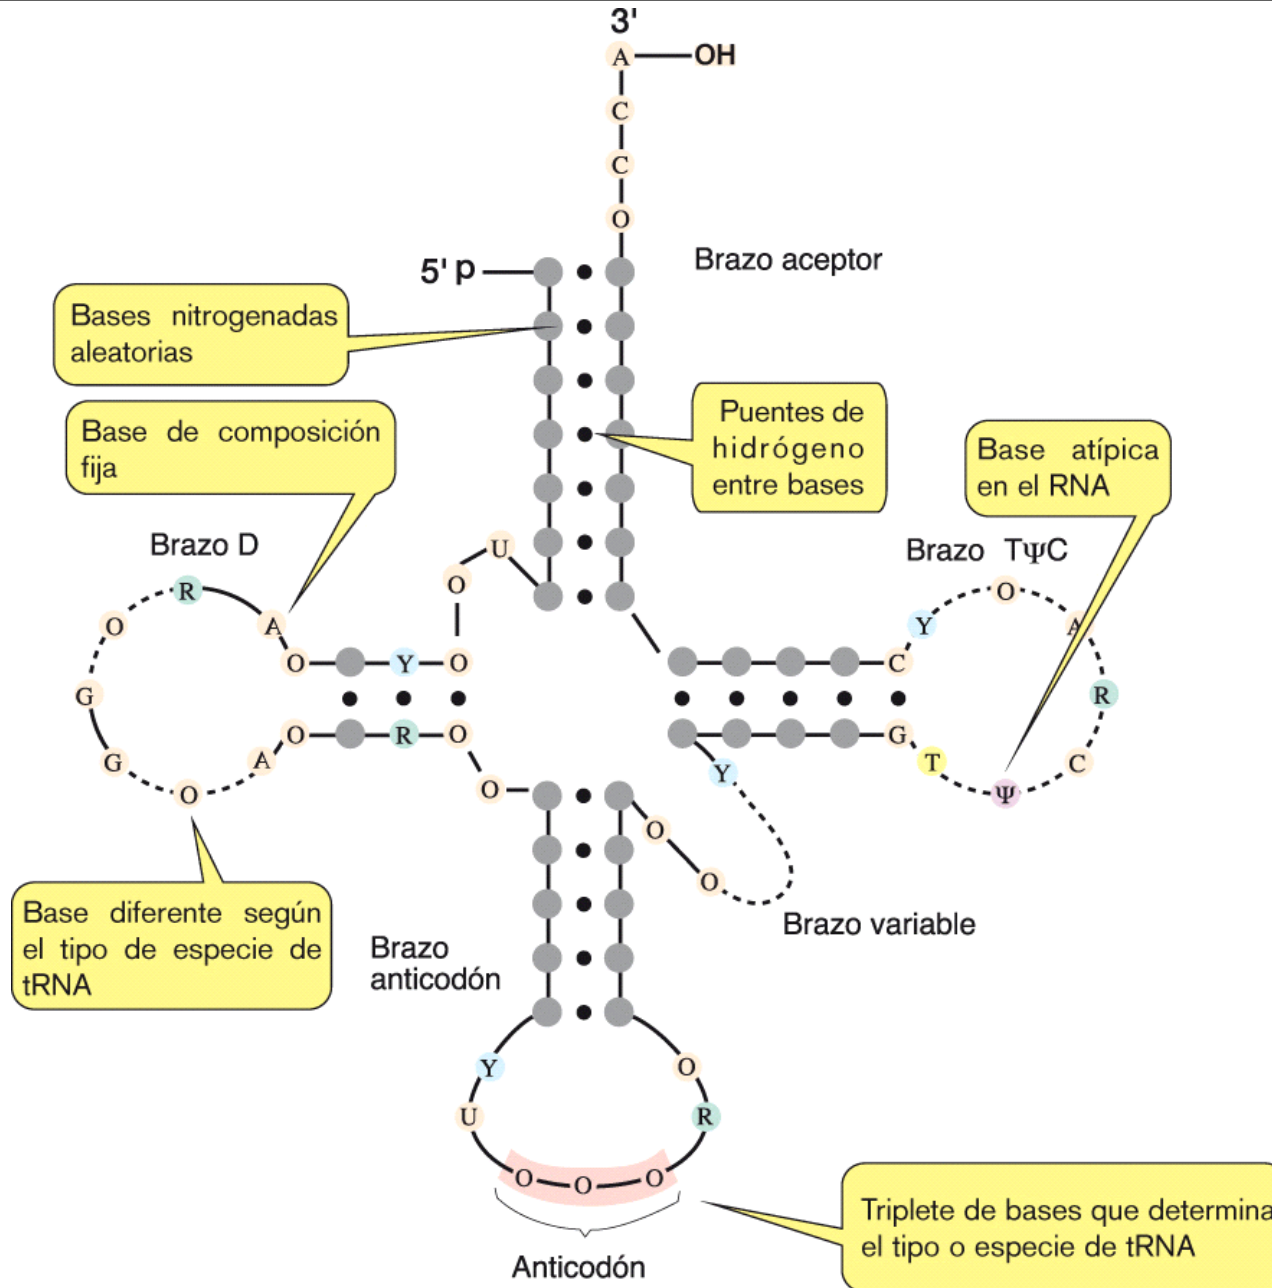 3'
A OH
C
C
O
Brazo aceptor
5' p
Bases nitrogenadas
aleatorias
Puentes de
hidrógeno
entre bases
Base de composición
fija
Base atípica
en el RNA
Brazo D
U
Brazo TψC
R
O
O
Y
O
A
A
O
Y
O
C
G
R
O
R
O
G
G
A
T
C
Y
O
O
Ψ
O
O
Base diferente según
el tipo de especie de
tRNA
Brazo variable
Brazo
anticodón
Y
O
U
R
O
O
O
Triplete de bases que determina
el tipo o especie de tRNA
Anticodón